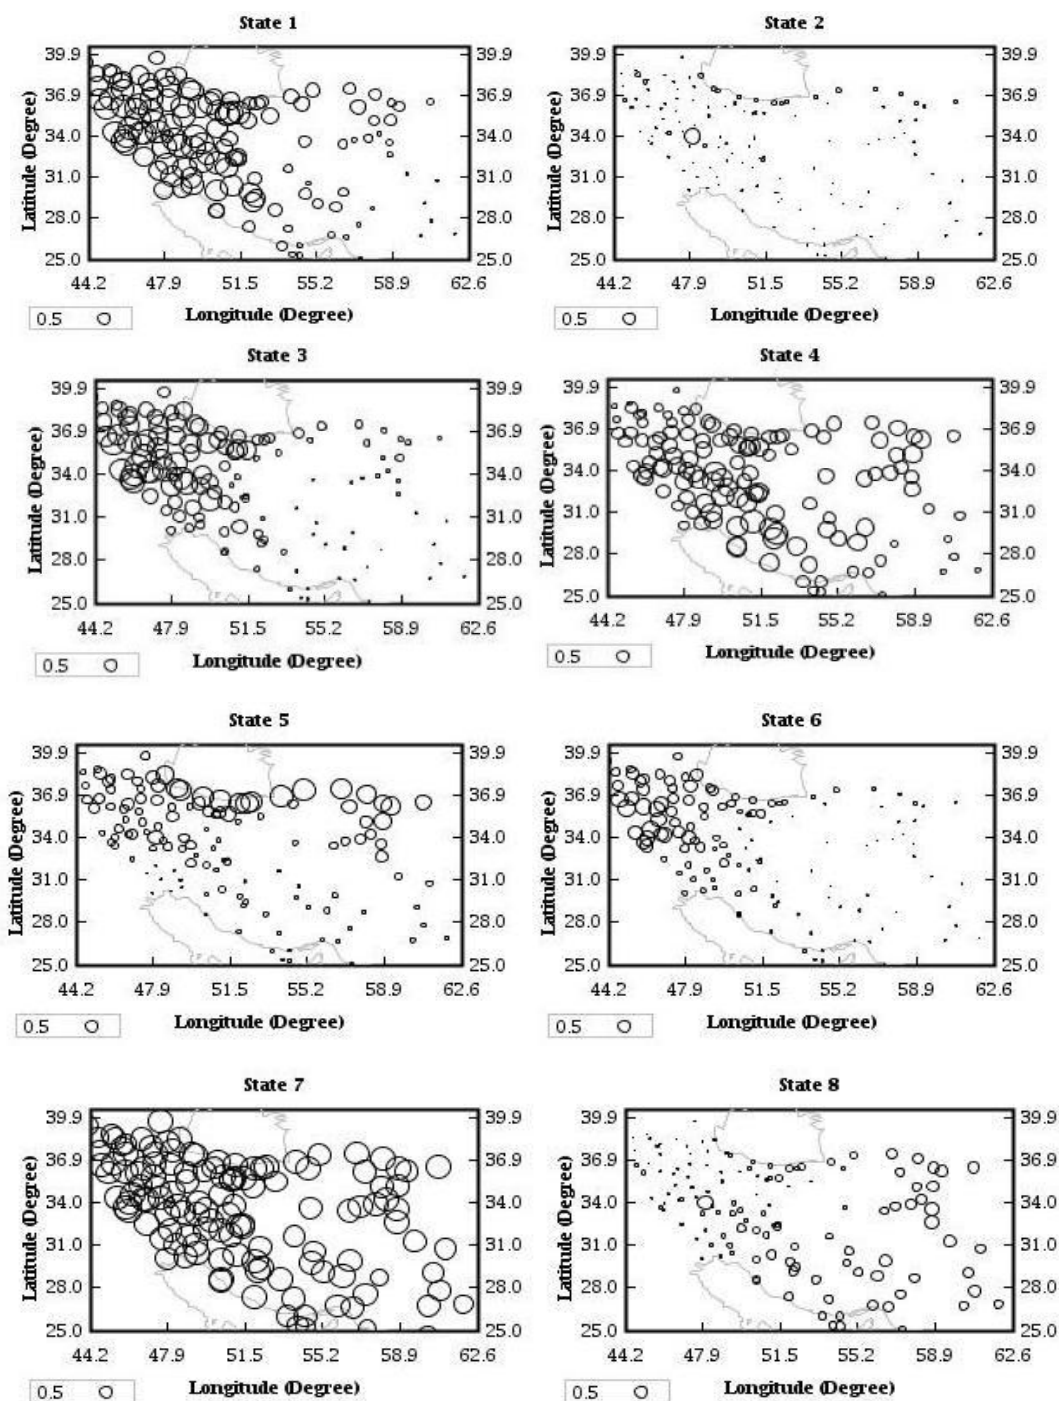 State 1
State 2
39.9 39.9 39.9 39.9
36.9 36.9 36.9 36.9
34.0 34.0 34.0 34.0
31.0 31.0 31.0 31.0
28.0 28.0 28.0 28.0
25.0 25.0 25.0 25.0
Latitude (Degree)
Latitude (Degree)
44.2 47.9 51.5 55.2 58.9 62.6 44.2 47.9 51.5 55.2 58.9 62.6
0.5 Longitude (Degree) 0.5 Longitude (Degree)
State 3
State 4
39.9 39.9 39.9 39.9
36.9 36.9 36.9 36.9
34.0 34.0 34.0 34.0
31.0 31.0 31.0 31.0
28.0 28.0 28.0 28.0
25.0 25.0 25.0 25.0
Latitude (Degree)
Latitude (Degree)
44.2 47.9 51.5 55.2 58.9 62.6 44.2 47.9 51.5 55.2 58.9 62.6
0.5 Longitude (Degree) 0.5 Longitude (Degree)
State 5
State 6
39.9 39.9 39.9 39.9
36.9 36.9 36.9 36.9
34.0 34.0 34.0 34.0
31.0 31.0 31.0 31.0
28.0 28.0 28.0 28.0
25.0 25.0 25.0 25.0
Latitude (Degree)
Latitude (Degree)
44.2 47.9 51.5 55.2 58.9 62.6 44.2 47.9 51.5 55.2 58.9 62.6
0.5 Longitude (Degree) 0.5 Longitude (Degree)
State 7
State 8
39.9 39.9 39.9 39.9
36.9 36.9 36.9 36.9
34.0 34.0 34.0 34.0
31.0 31.0 31.0 31.0
28.0 28.0 28.0 28.0
25.0 25.0 25.0 25.0
Latitude (Degree)
Latitude (Degree)
44.2 47.9 51.5 55.2 58.9 62.6 44.2 47.9 51.5 55.2 58.9 62.6
0.5 Longitude (Degree) 0.5 Longitude (Degree)